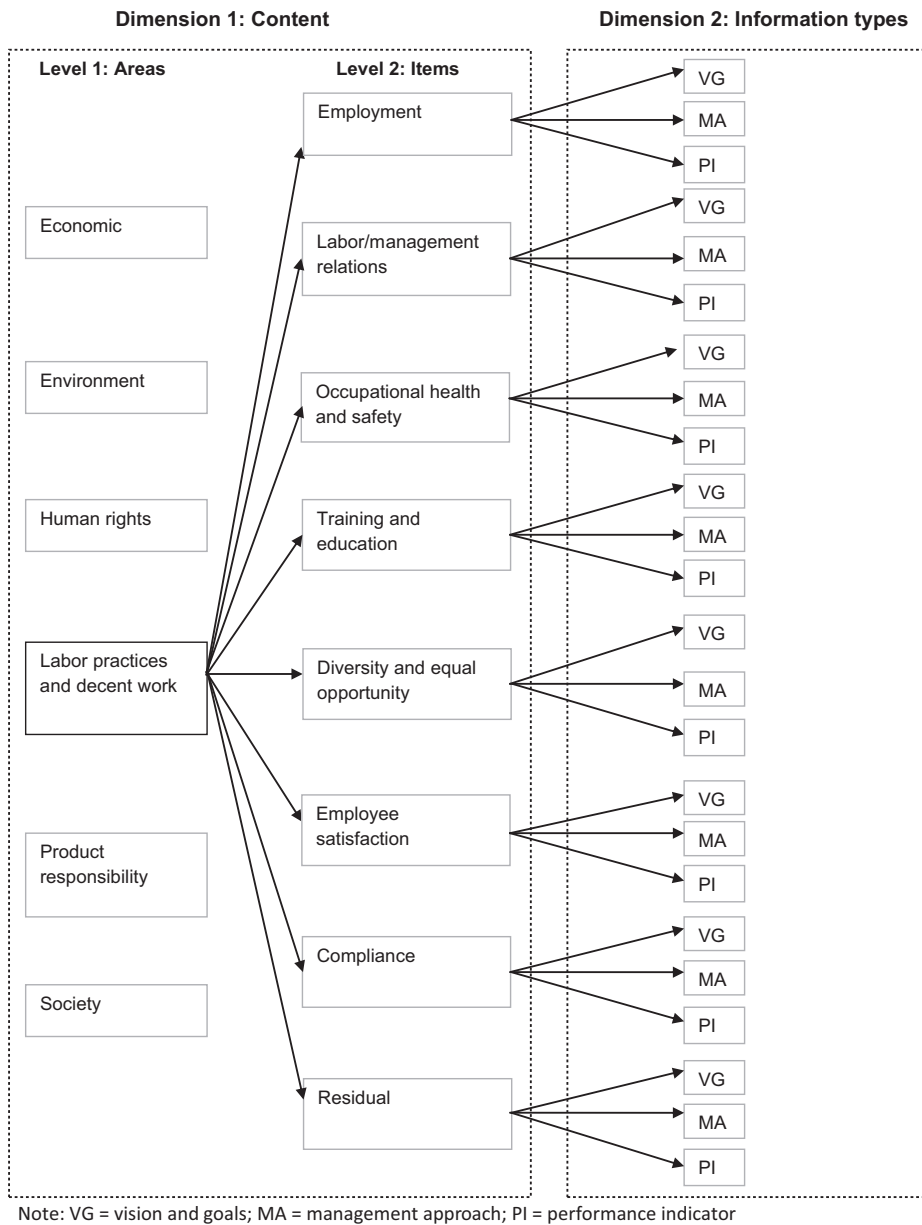 Dimension 1: Content
Dimension 2: Information types
Level 1: Areas
Level 2: Items
Economic
Environment
Human rights
Labor practices
and decent work
Product
responsibility
Society
Employment
Labor/management
relations
Occupational health
and safety
Training and
education
Diversity and equal
opportunity
Employee
satisfaction
Compliance
Residual
VG
MA
PI
VG
MA
PI
VG
MA
PI
VG
MA
PI
VG
MA
PI
VG
MA
PI
VG
MA
PI
VG
MA
PI
Note: VG = vision and goals; MA = management approach; PI = performance indicator